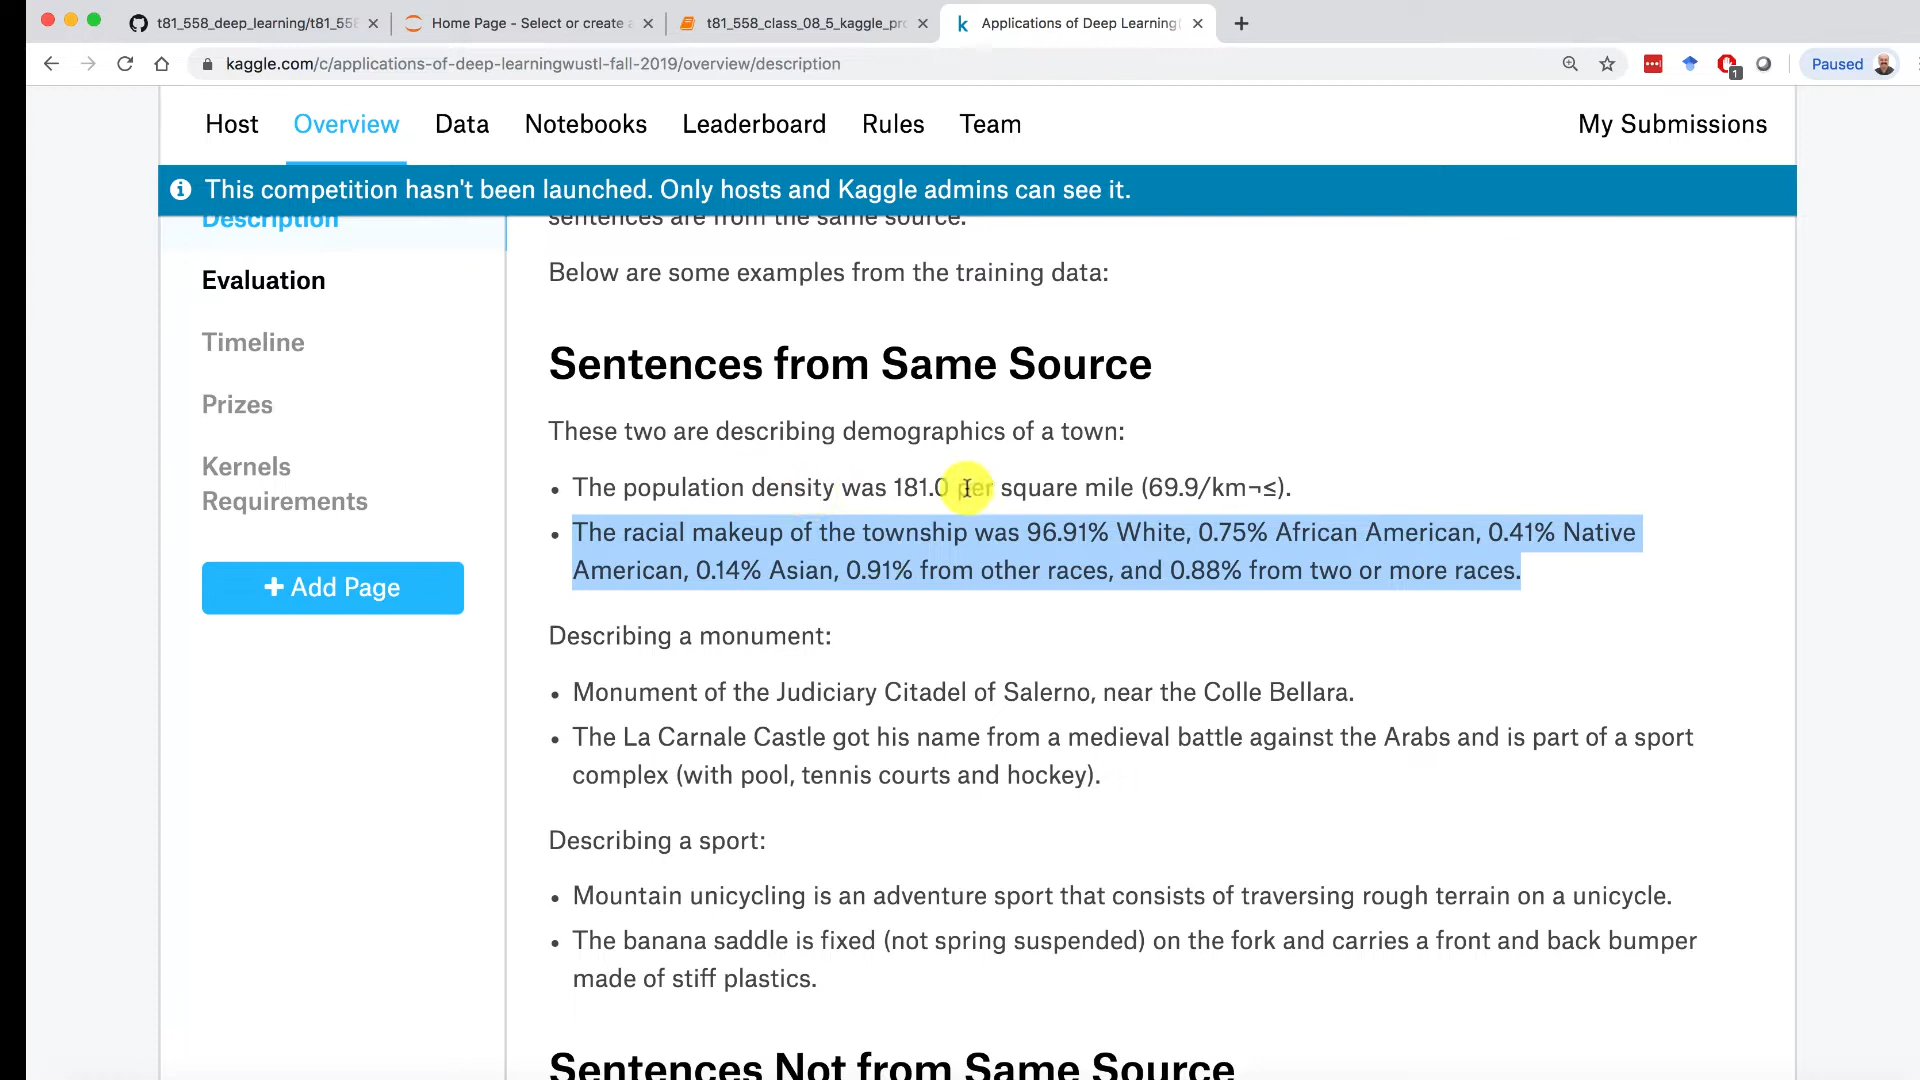 t81_558_deep_learning/t81_55
Home Page - Select or create a
t81_558_class_08_5_kaggle_pro
Applications of Deep Learning
kaggle.com/c/applications-of-deep-learningwustl-fall-2019/overview/description
1
Paused
Host Overview Data Notebooks Leaderboard Rules Team My Submissions
This competition hasn't been launched. Only hosts and Kaggle admins can see it.
Description
Evaluation
Timeline
Prizes
Kernels
Requirements
+ Add Page
sentences are from the same source.
Below are some examples from the training data:
Sentences from Same Source
These two are describing demographics of a town:
• The population density was 181.0 per square mile (69.9/km¬≤).
• The racial makeup of the township was 96.91% White, 0.75% African American, 0.41% Native
American, 0.14% Asian, 0.91% from other races, and 0.88% from two or more races.
Describing a monument:
• Monument of the Judiciary Citadel of Salerno, near the Colle Bellara.
• The La Carnale Castle got his name from a medieval battle against the Arabs and is part of a sport
complex (with pool, tennis courts and hockey).
Describing a sport:
• Mountain unicycling is an adventure sport that consists of traversing rough terrain on a unicycle.
• The banana saddle is fixed (not spring suspended) on the fork and carries a front and back bumper
made of stiff plastics.
Sentences Not from Same Source